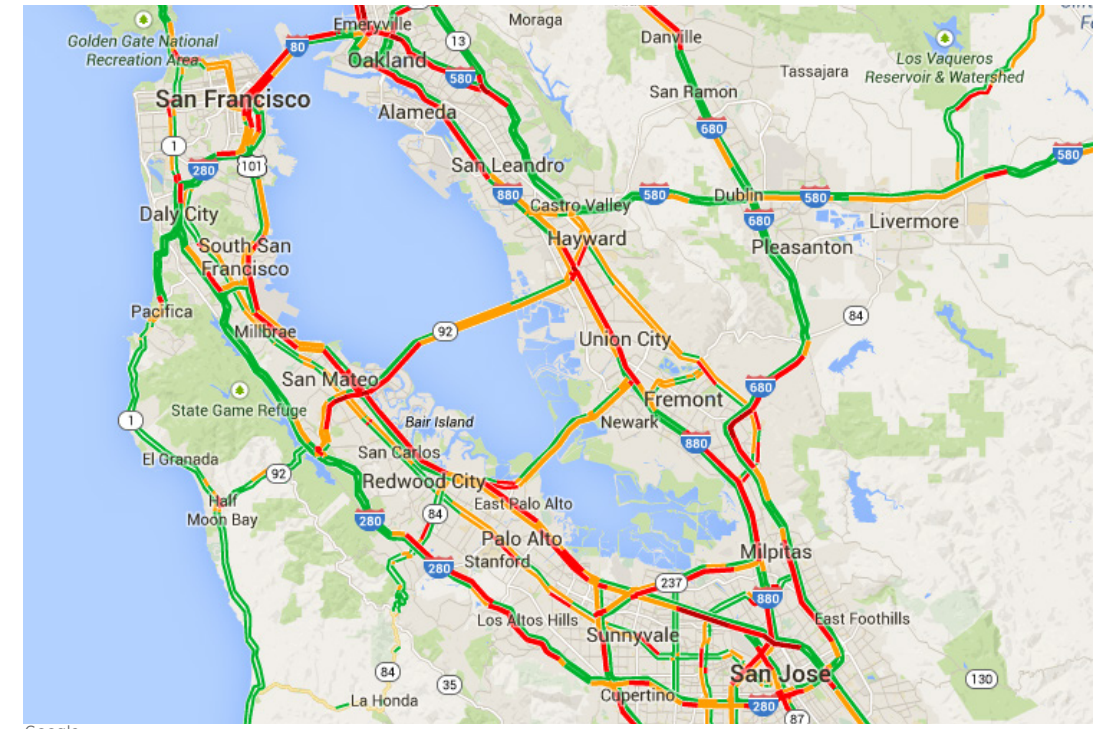 Emeryville
Moraga
Golden Gate National
Recreation Area
80
13
Danville
Los Vaqueros
Reservoir & Watershed
Oakland
580
Tassajara
San Ramon
San Francisco
Alameda
680
1
280
101
San Leandro
580
880
Castro Valley
580
Dublin
580
Daly City
680
Livermore
Hayward
Pleasanton
South San
Francisco
Pacifica
84
Millbrae
92
Union City
San Mateo
680
State Game Refuge
Fremont
1
Bair Island
Newark
880
El Granada
San Carlos
92
Redwood City
Half
Moon Bay
East Palo Alto
280
84
Palo Alto
Milpitas
Stanford
280
237
880
Los Altos Hills
East Foothills
Sunnyvale
84
35
San Jose
130
La Honda
Cupertino
280
87